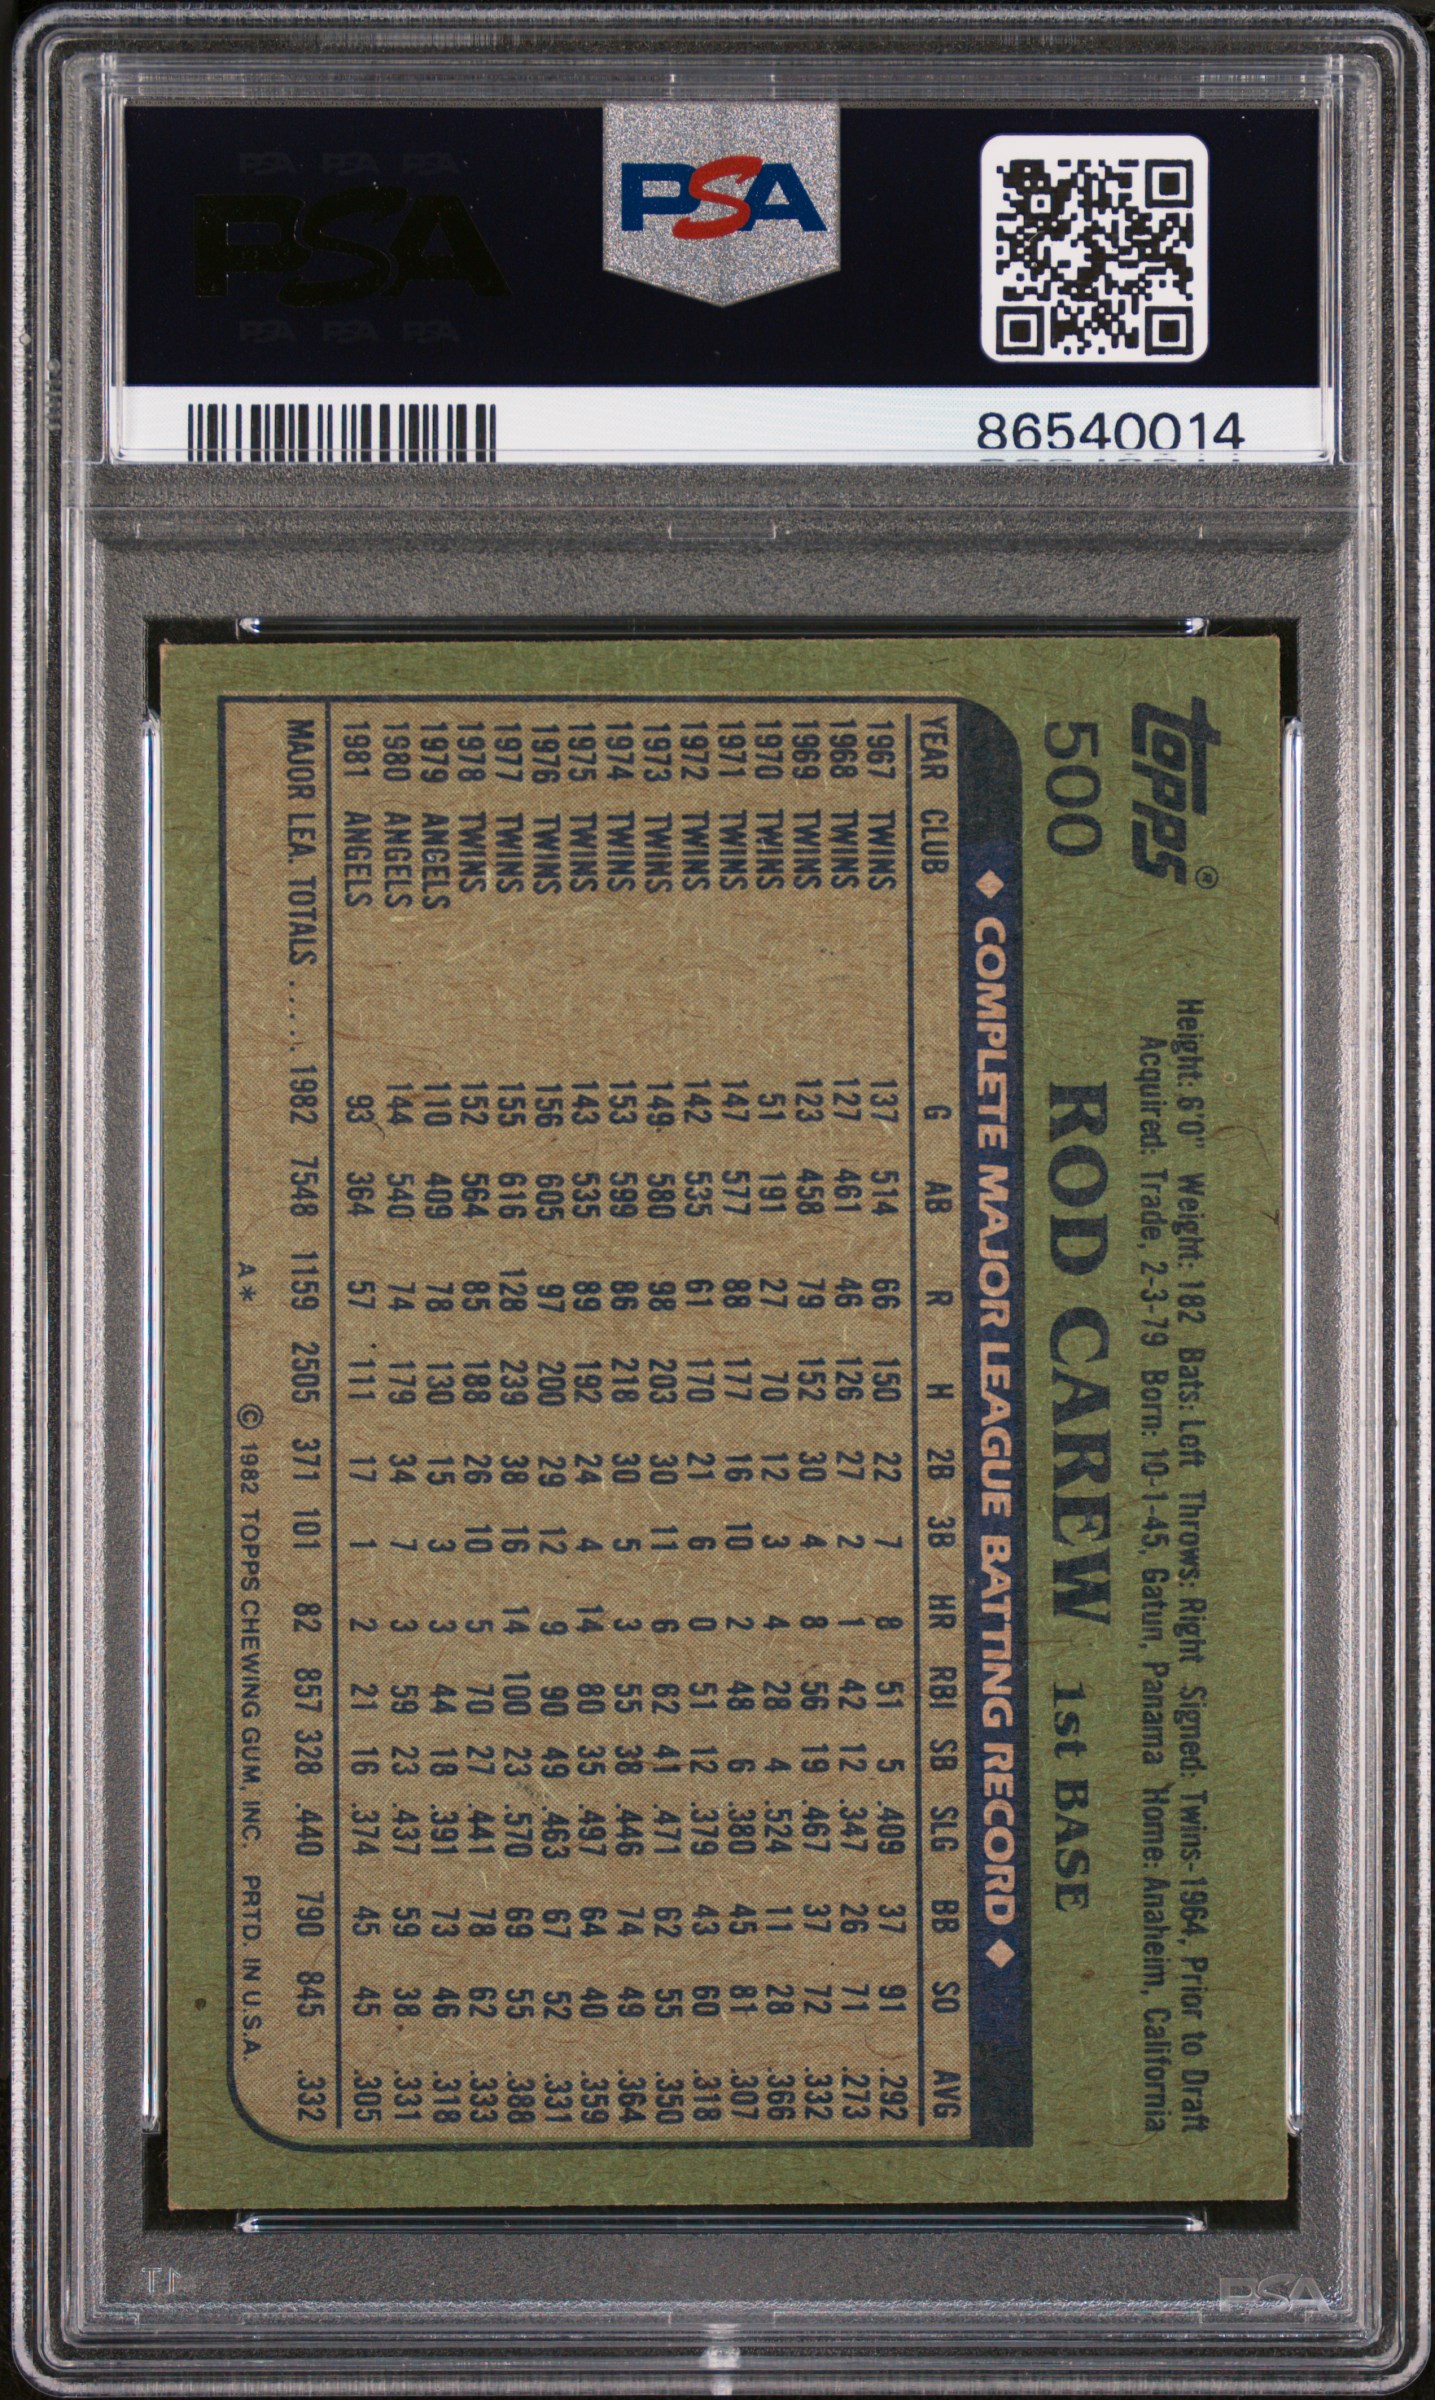 PSA PSA PSA
PSA
PSA PSA PSA
PSA
86540014
topps®
500
Height: 6'0" Weight: 182 Bats: Left Throws: Right Signed: Twins-1964, Prior to Draft
Acquired: Trade, 2-3-79 Born: 10-1-45, Gatun, Panama Home: Anaheim, California
ROD CAREW 1st BASE
◆ COMPLETE MAJOR LEAGUE BATTING RECORD ◆
YEAR CLUB G AB R H 2B 3B HR RBI SB SLG BB SO AVG
1967 TWINS 137 514 66 150 22 7 8 51 5 .409 37 91 .292
1968 TWINS 127 461 46 126 27 2 1 42 12 .347 26 71 .273
1969 TWINS 123 458 79 152 30 4 8 56 19 .467 37 72 .332
1970 TWINS 51 191 27 70 12 3 4 28 4 .524 11 28 .366
1971 TWINS 147 577 88 177 16 10 2 48 6 .380 45 81 .307
1972 TWINS 142 535 61 170 21 6 0 51 12 .379 43 60 .318
1973 TWINS 149 580 98 203 30 11 6 62 41 .471 62 55 .350
1974 TWINS 153 599 86 218 30 5 3 55 38 .446 74 49 .364
1975 TWINS 143 535 89 192 24 4 14 80 35 .497 64 40 .359
1976 TWINS 156 605 97 200 29 12 9 90 49 .463 67 52 .331
1977 TWINS 155 616 128 239 38 16 14 100 23 .570 69 55 .388
1978 TWINS 152 564 85 188 26 10 5 70 27 .441 78 62 .333
1979 ANGELS 110 409 78 130 15 3 3 44 18 .391 73 46 .318
1980 ANGELS 144 540 74 179 34 7 3 59 23 .437 59 38 .331
1981 ANGELS 93 364 57 111 17 1 2 21 16 .374 45 45 .305
MAJOR LEA. TOTALS ..... 1982 7548 1159 2505 371 101 82 857 328 .440 790 845 .332
A* © 1982 TOPPS CHEWING GUM, INC. PRTD. IN U.S.A.
PSA